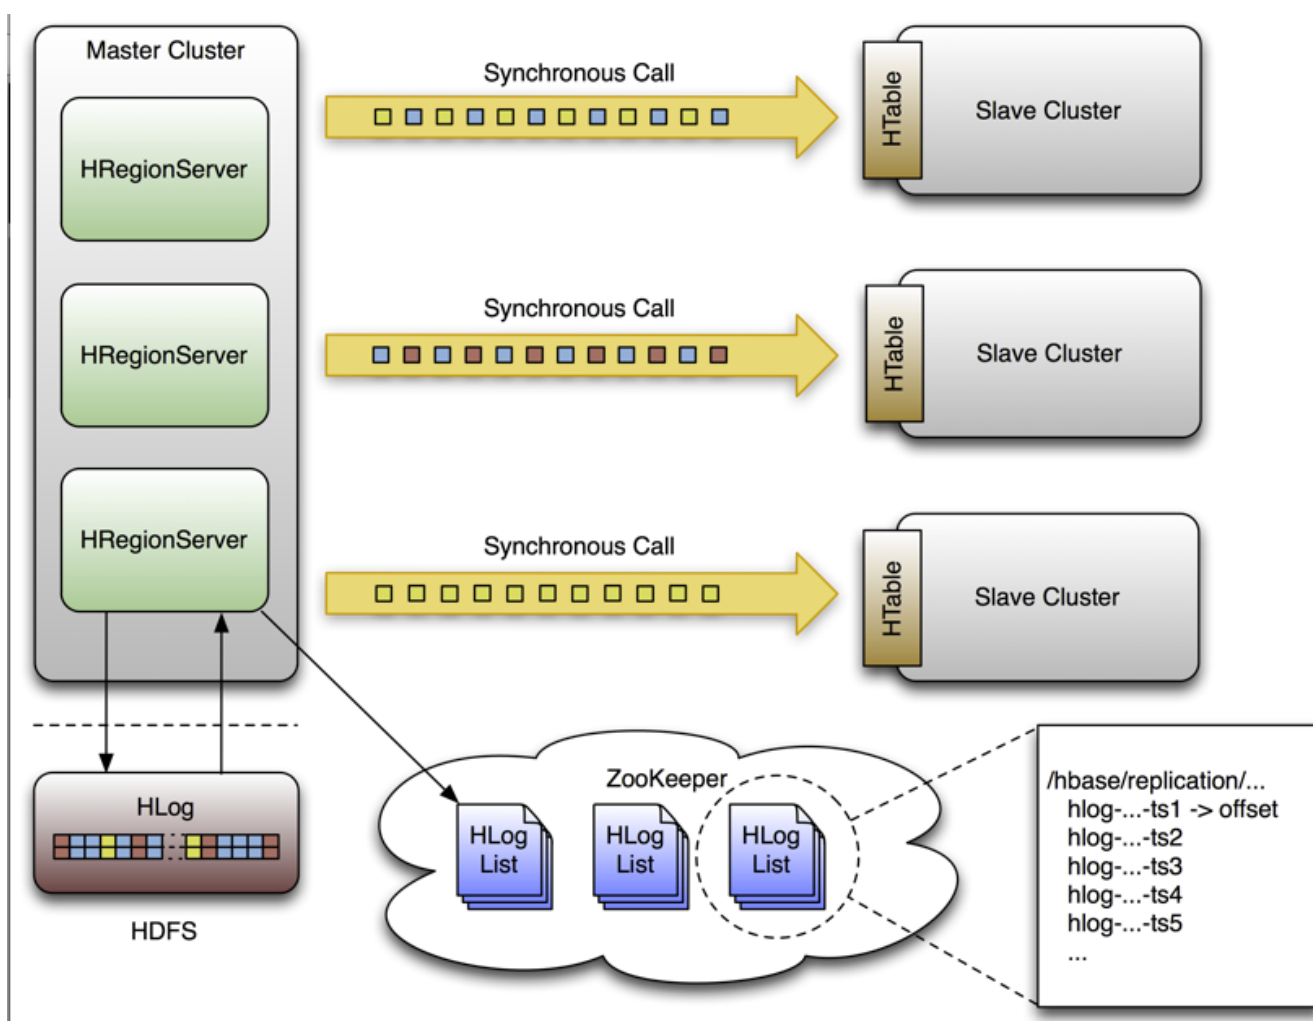 Master Cluster
HRegionServer
HRegionServer
HRegionServer
Synchronous Call
HTable
Slave Cluster
Synchronous Call
HTable
Slave Cluster
Synchronous Call
HTable
Slave Cluster
HLog
HDFS
ZooKeeper
HLog
List
HLog
List
HLog
List
/hbase/replication/...
hlog-...-ts1 -> offset
hlog-...-ts2
hlog-...-ts3
hlog-...-ts4
hlog-...-ts5
...